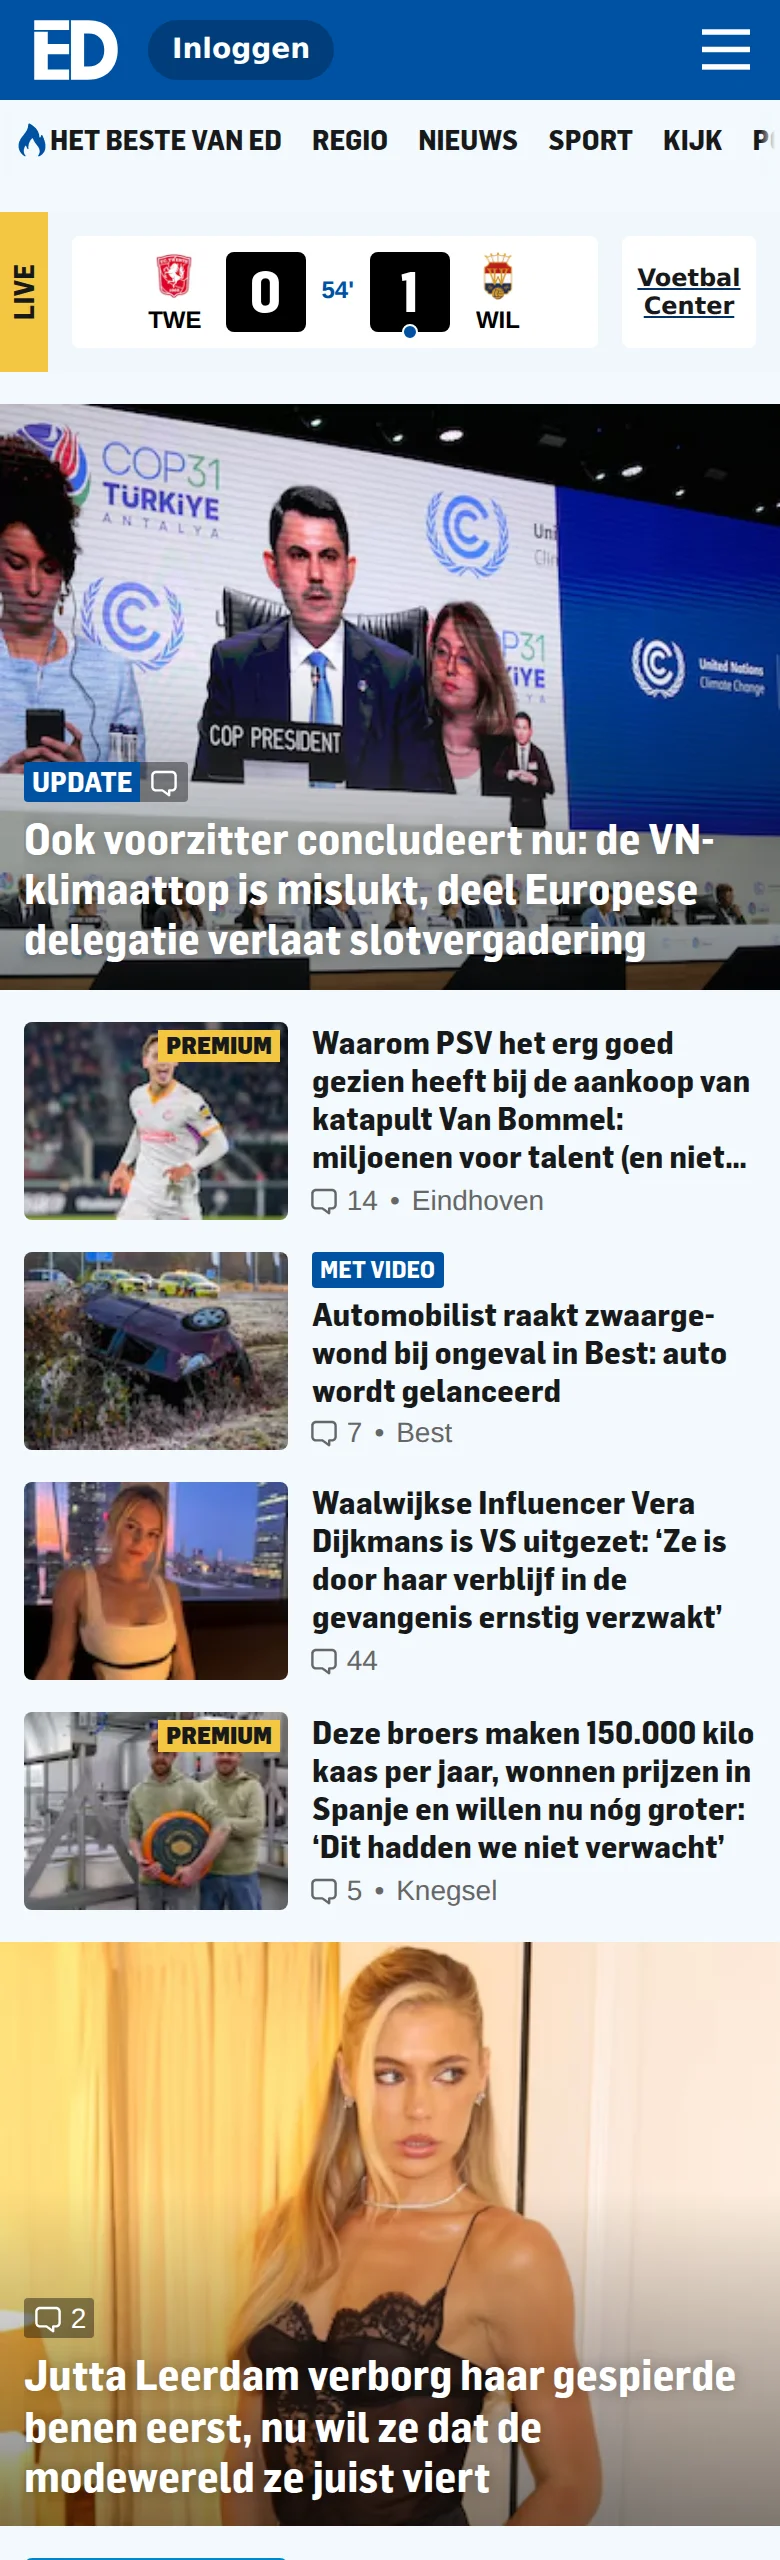 ED
Inloggen
HET BESTE VAN ED REGIO NIEUWS SPORT KIJK
LIVE
TWE 0 54' 1 WIL
Voetbal
Center
COP31
TÜRKİYE
ANTALYA
United Nations
Climate Change
COP PRESIDENT
UPDATE
Ook voorzitter concludeert nu: de VN-
klimaattop is mislukt, deel Europese
delegatie verlaat slotvergadering
PREMIUM
Waarom PSV het erg goed
gezien heeft bij de aankoop van
katapult Van Bommel:
miljoenen voor talent (en niet...
14 • Eindhoven
MET VIDEO
Automobilist raakt zwaarge-
wond bij ongeval in Best: auto
wordt gelanceerd
7 • Best
Waalwijkse Influencer Vera
Dijkmans is VS uitgezet: ‘Ze is
door haar verblijf in de
gevangenis ernstig verzwakt’
44
PREMIUM
Deze broers maken 150.000 kilo
kaas per jaar, wonnen prijzen in
Spanje en willen nu nóg groter:
‘Dit hadden we niet verwacht’
5 • Knegsel
2
Jutta Leerdam verborg haar gespierde
benen eerst, nu wil ze dat de
modewereld ze juist viert